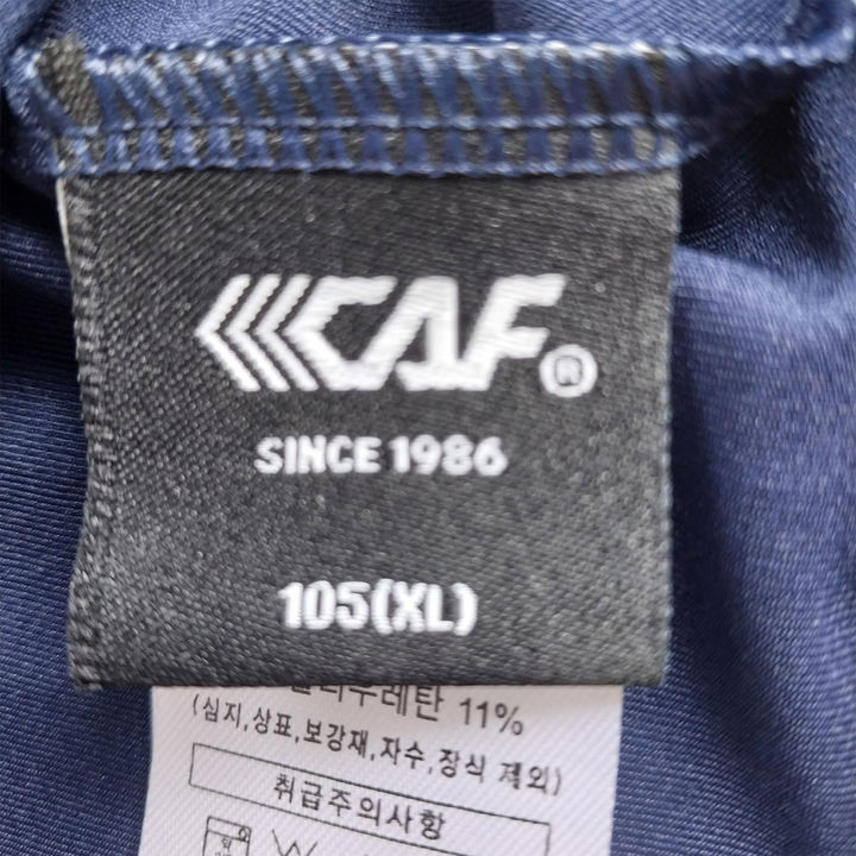 CAF®
SINCE 1986
105(XL)
폴리우레탄 11%
(심지,상표,보강재,자수,장식 제외)
취급주의사항